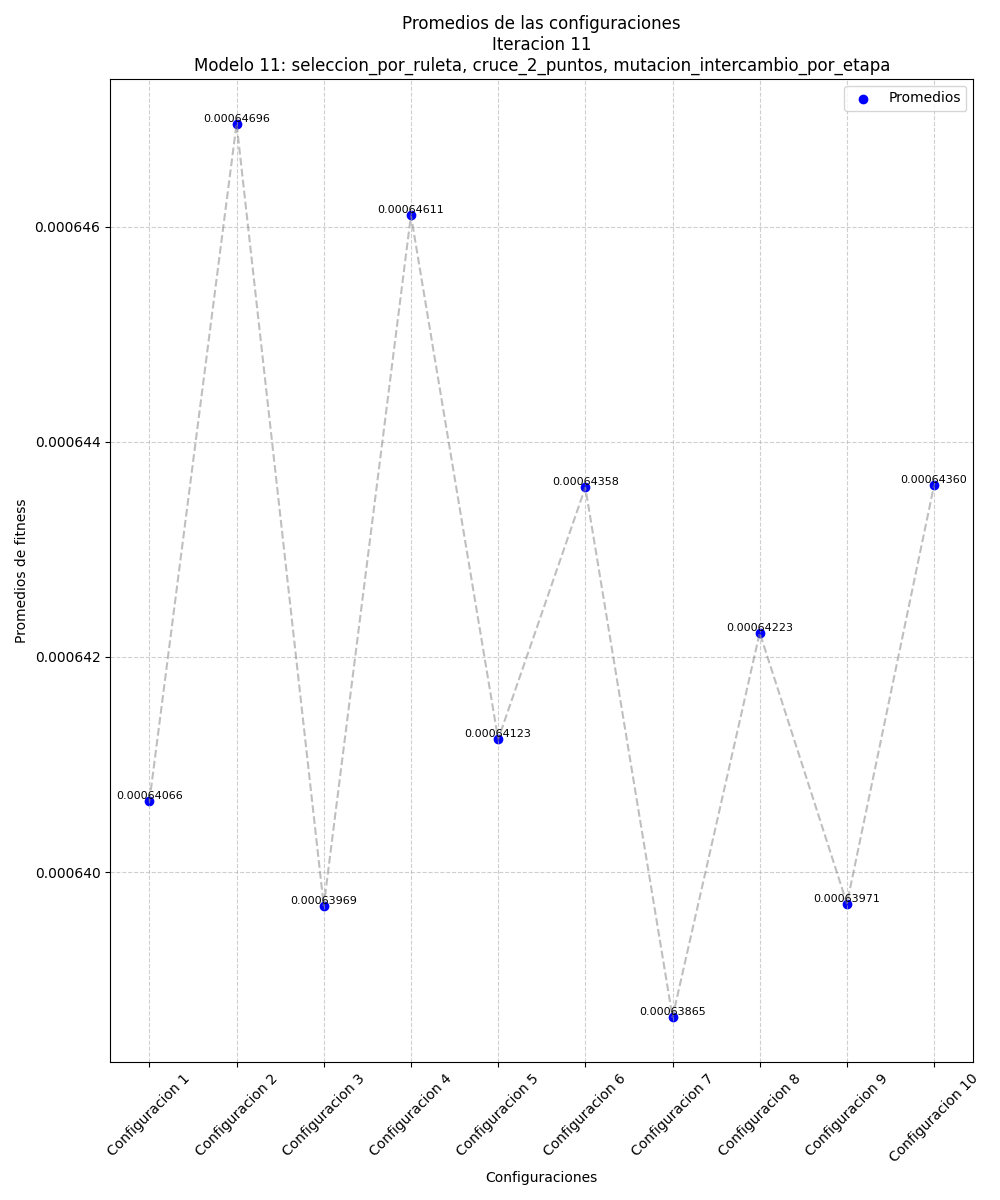 Promedios de las configuraciones
Iteracion 11
Modelo 11: seleccion_por_ruleta, cruce_2_puntos, mutacion_intercambio_por_etapa
Promedios
0.00064696
0.00064611
0.000646
0.000644
0.00064358
0.00064360
Promedios de fitness
0.00064223
0.000642
0.00064123
0.00064066
0.000640
0.00063969
0.00063971
0.00063865
Configuracion 1
Configuracion 2
Configuracion 3
Configuracion 4
Configuracion 5
Configuracion 6
Configuracion 7
Configuracion 8
Configuracion 9
Configuracion 10
Configuraciones